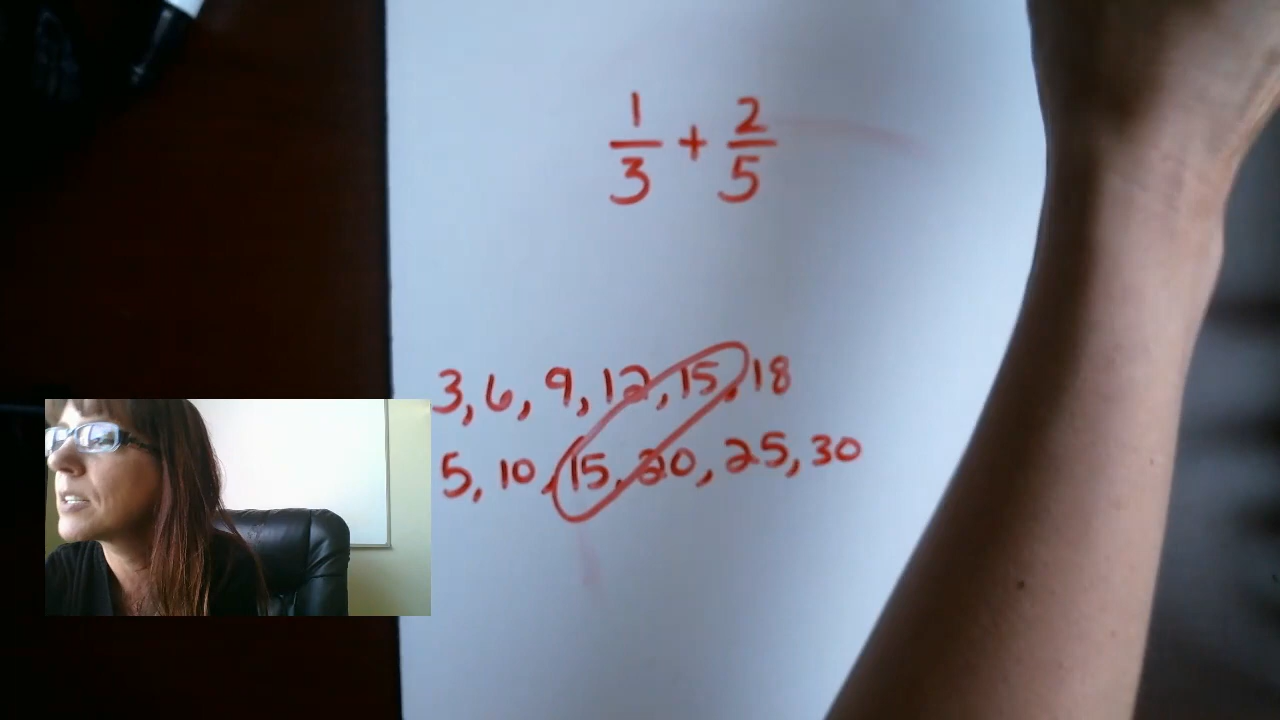 1/3 + 2/5
3, 6, 9, 12, 15, 18
5, 10, 15, 20, 25, 30